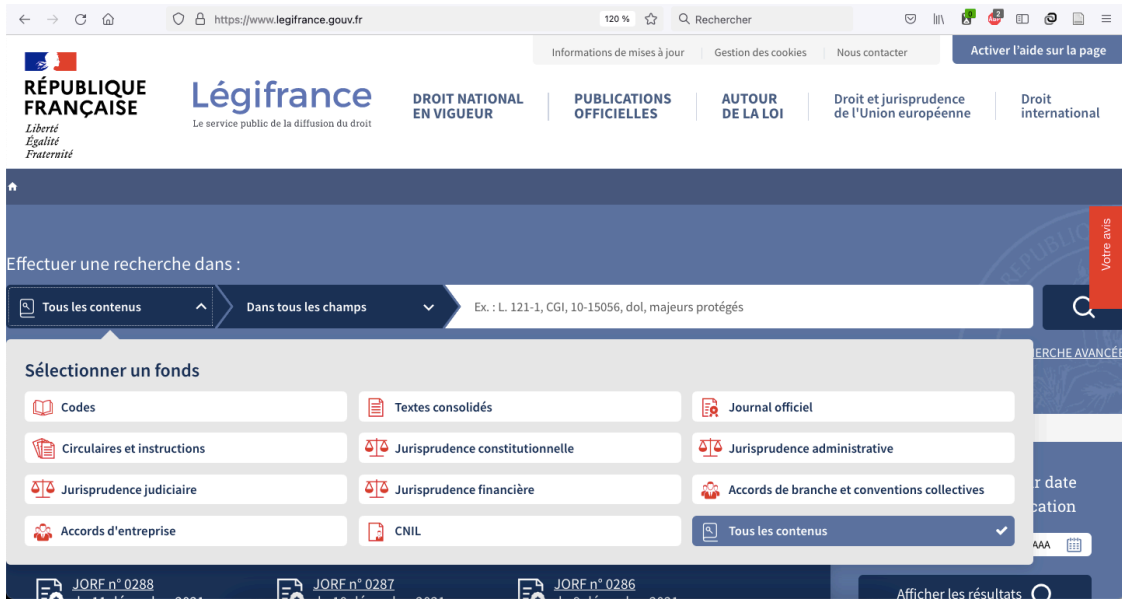 https://www.legifrance.gouv.fr
120 %
Rechercher
2
Informations de mises à jour
Gestion des cookies
Nous contacter
Activer l'aide sur la page
RÉPUBLIQUE
FRANÇAISE
Liberté
Égalité
Fraternité
Légifrance
Le service public de la diffusion du droit
DROIT NATIONAL
EN VIGUEUR
PUBLICATIONS
OFFICIELLES
AUTOUR
DE LA LOI
Droit et jurisprudence
de l'Union européenne
Droit
international
Votre avis
Effectuer une recherche dans :
Tous les contenus
Dans tous les champs
Ex. : L. 121-1, CGI, 10-15056, dol, majeurs protégés
Sélectionner un fonds
Codes
Textes consolidés
Journal officiel
Circulaires et instructions
Jurisprudence constitutionnelle
Jurisprudence administrative
Jurisprudence judiciaire
Jurisprudence financière
Accords de branche et conventions collectives
Accords d'entreprise
CNIL
Tous les contenus
date
JORF n° 0288
JORF n° 0287
JORF n° 0286
Afficher les résultats